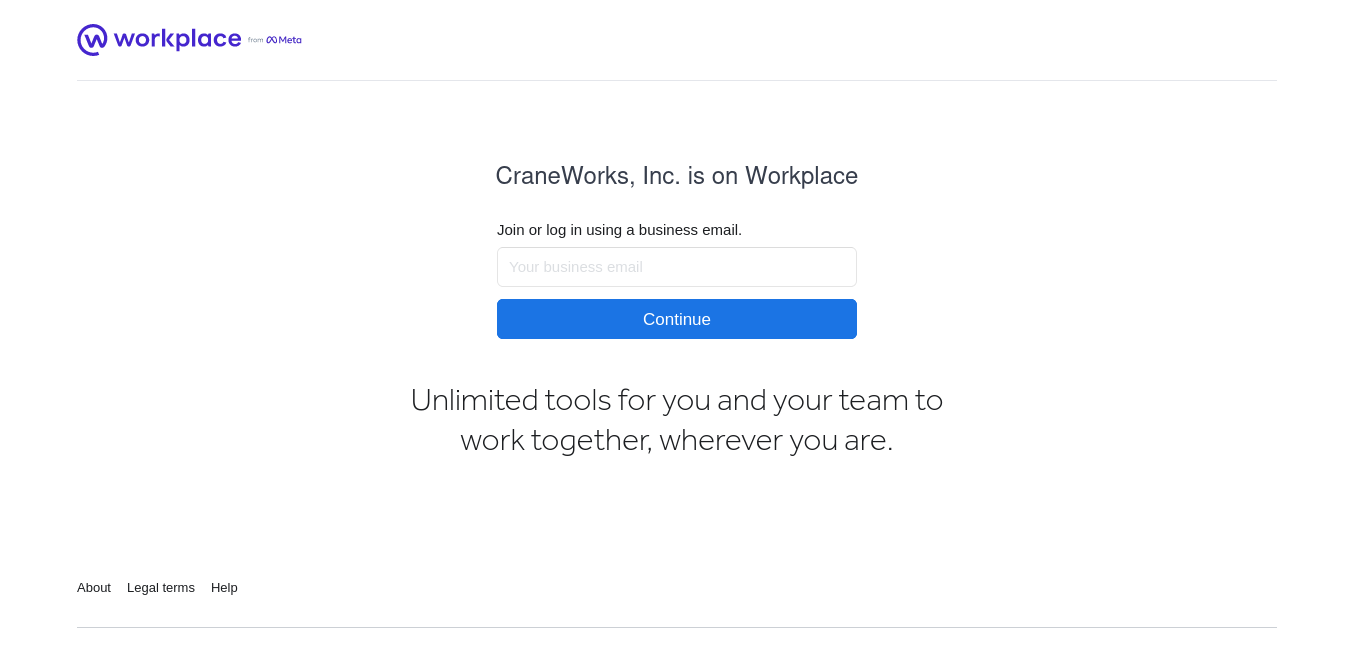 workplace from Meta
CraneWorks, Inc. is on Workplace
Join or log in using a business email.
Your business email
Continue
Unlimited tools for you and your team to
work together, wherever you are.
About Legal terms Help